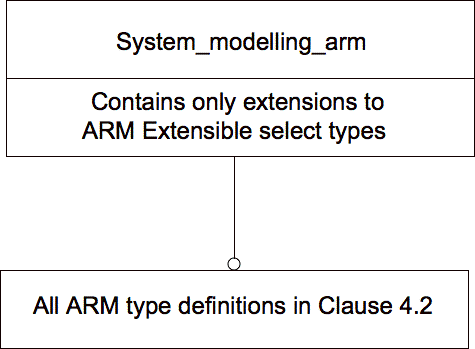 System_modelling_arm
Contains only extensions to
ARM Extensible select types
All ARM type definitions in Clause 4.2